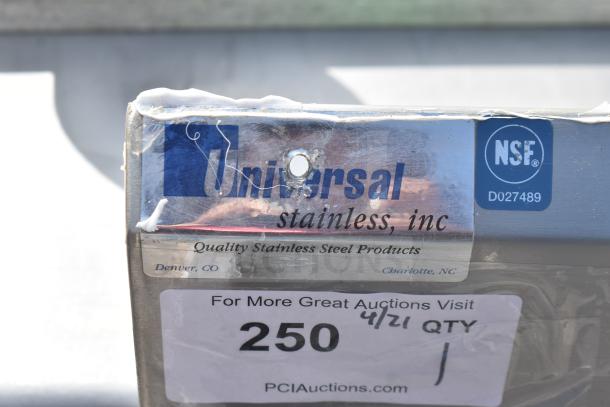 Universal
stainless, inc
Quality Stainless Steel Products
Denver, CO Charlotte, NC
NSF®
D027489
For More Great Auctions Visit
250 4/21 QTY
1
PCIAuctions.com